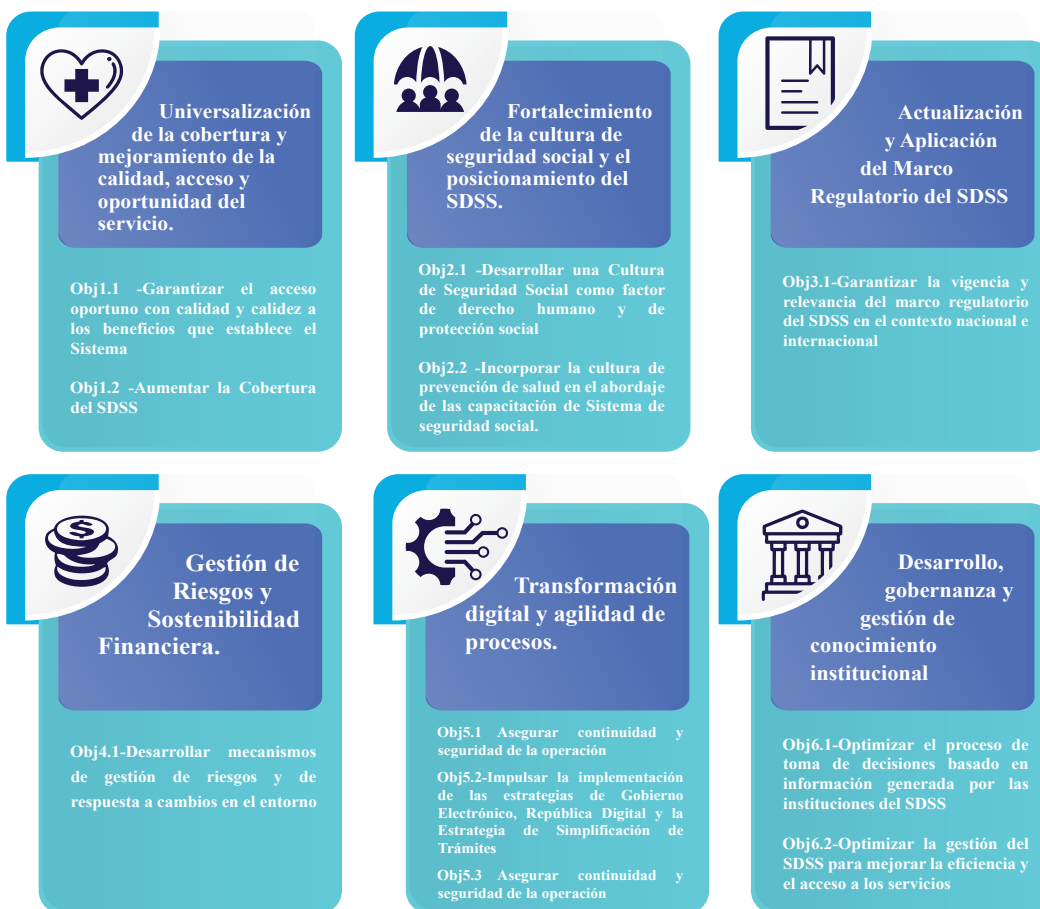 Universalización
de la cobertura y
mejoramiento de la
calidad, acceso y
oportunidad del
servicio.
Obj1.1 -Garantizar el acceso
oportuno con calidad y calidez a
los beneficios que establece el
Sistema
Obj1.2 -Aumentar la Cobertura
del SDSS
Fortalecimiento
de la cultura de
seguridad social y el
posicionamiento del
SDSS.
Obj2.1 -Desarrollar una Cultura
de Seguridad Social como factor
de derecho humano y de
protección social
Obj2.2 -Incorporar la cultura de
prevención de salud en el abordaje
de las capacitación de Sistema de
seguridad social.
Actualización
y Aplicación
del Marco
Regulatorio del SDSS
Obj3.1-Garantizar la vigencia y
relevancia del marco regulatorio
del SDSS en el contexto nacional e
internacional
$
Gestión de
Riesgos y
Sostenibilidad
Financiera.
Obj4.1-Desarrollar mecanismos
de gestión de riesgos y de
respuesta a cambios en el entorno
Transformación
digital y agilidad de
procesos.
Obj5.1 Asegurar continuidad y
seguridad de la operación
Obj5.2-Impulsar la implementación
de las estrategias de Gobierno
Electrónico, República Digital y la
Estrategia de Simplificación de
Trámites
Obj5.3 Asegurar continuidad y
seguridad de la operación
Desarrollo,
gobernanza y
gestión de
conocimiento
institucional
Obj6.1-Optimizar el proceso de
toma de decisiones basado en
información generada por las
instituciones del SDSS
Obj6.2-Optimizar la gestión del
SDSS para mejorar la eficiencia y
el acceso a los servicios